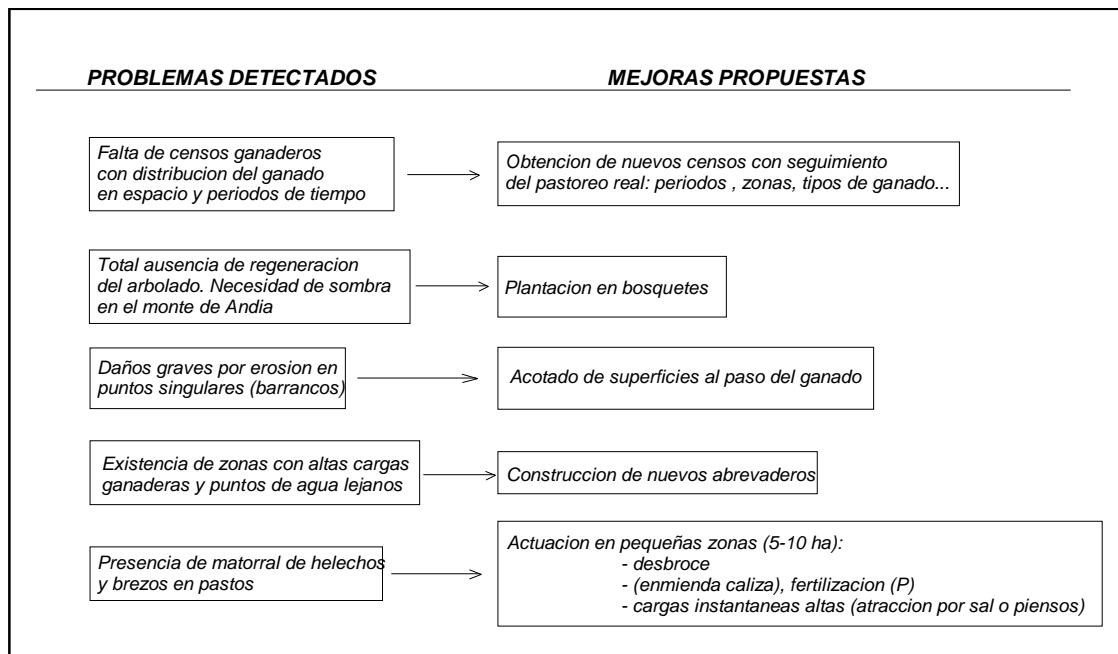 PROBLEMAS DETECTADOS
MEJORAS PROPUESTAS
Falta de censos ganaderos
con distribucion del ganado
en espacio y periodos de tiempo
Obtencion de nuevos censos con seguimiento
del pastoreo real: periodos , zonas, tipos de ganado...
Total ausencia de regeneracion
del arbolado. Necesidad de sombra
en el monte de Andia
Plantacion en bosquetes
Daños graves por erosion en
puntos singulares (barrancos)
Acotado de superficies al paso del ganado
Existencia de zonas con altas cargas
ganaderas y puntos de agua lejanos
Construccion de nuevos abrevaderos
Presencia de matorral de helechos
y brezos en pastos
Actuacion en pequeñas zonas (5-10 ha):
- desbroce
- (enmienda caliza), fertilizacion (P)
- cargas instantaneas altas (atraccion por sal o piensos)